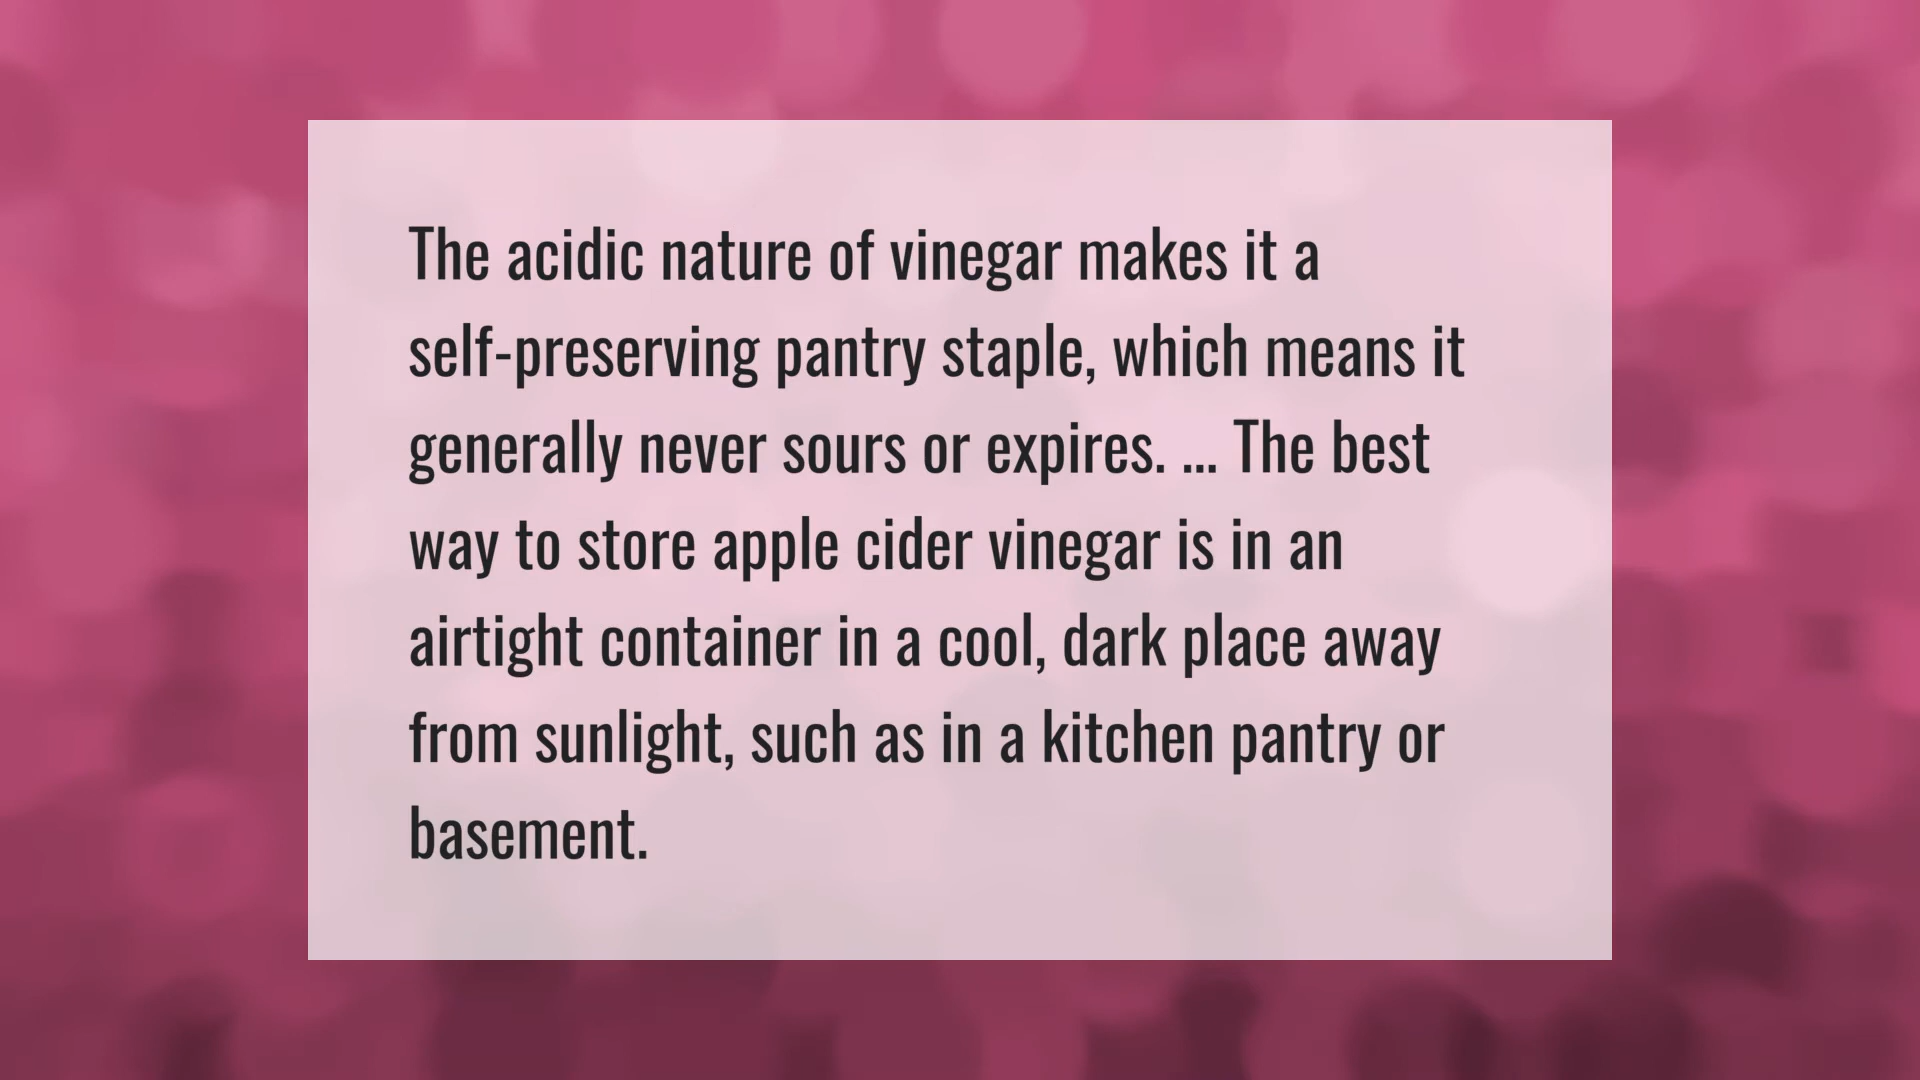 The acidic nature of vinegar makes it a
self-preserving pantry staple, which means it
generally never sours or expires. ... The best
way to store apple cider vinegar is in an
airtight container in a cool, dark place away
from sunlight, such as in a kitchen pantry or
basement.